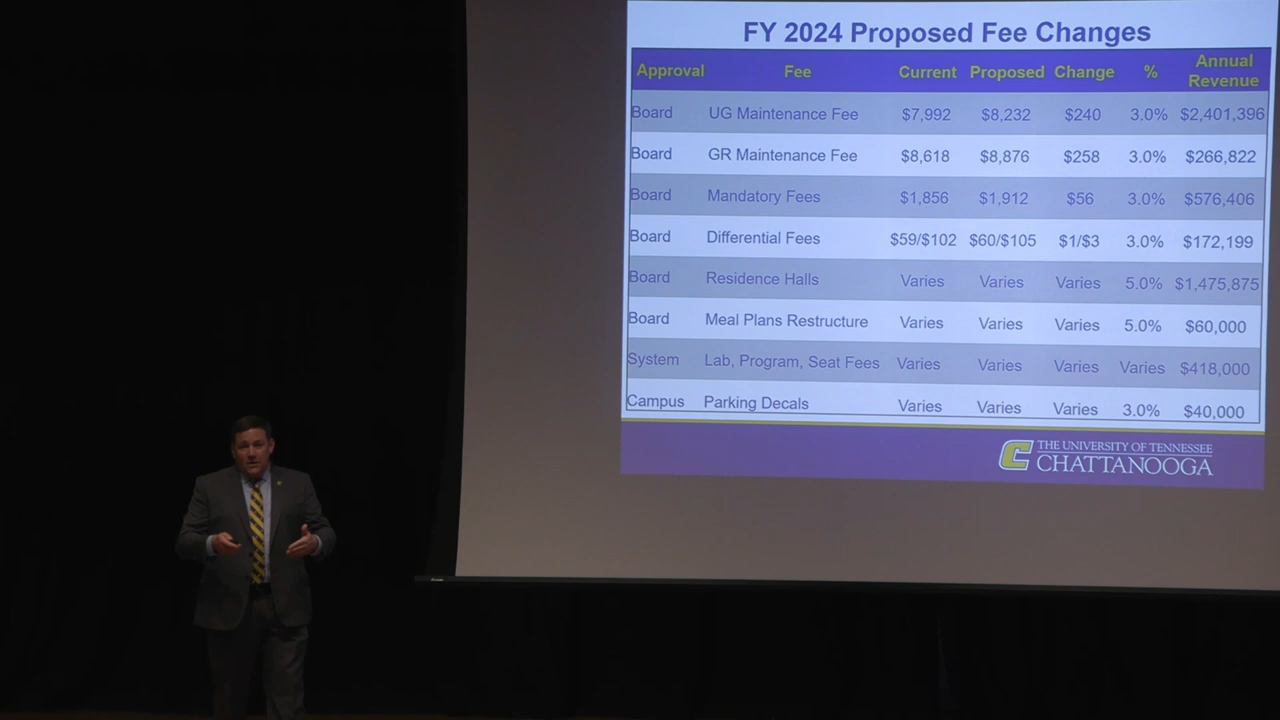 FY 2024 Proposed Fee Changes
Approval Fee Current Proposed Change % Annual Revenue
Board UG Maintenance Fee $7,992 $8,232 $240 3.0% $2,401,396
Board GR Maintenance Fee $8,618 $8,876 $258 3.0% $266,822
Board Mandatory Fees $1,856 $1,912 $56 3.0% $576,406
Board Differential Fees $59/$102 $60/$105 $1/$3 3.0% $172,199
Board Residence Halls Varies Varies Varies 5.0% $1,475,875
Board Meal Plans Restructure Varies Varies Varies 5.0% $60,000
System Lab, Program, Seat Fees Varies Varies Varies Varies $418,000
Campus Parking Decals Varies Varies Varies 3.0% $40,000
C THE UNIVERSITY OF TENNESSEE
CHATTANOOGA